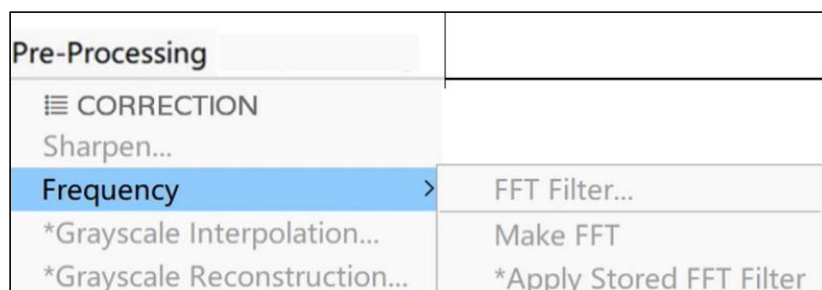 Pre-Processing
CORRECTION
Sharpen...
Frequency >
FFT Filter...
*Grayscale Interpolation...
Make FFT
*Grayscale Reconstruction...
*Apply Stored FFT Filter